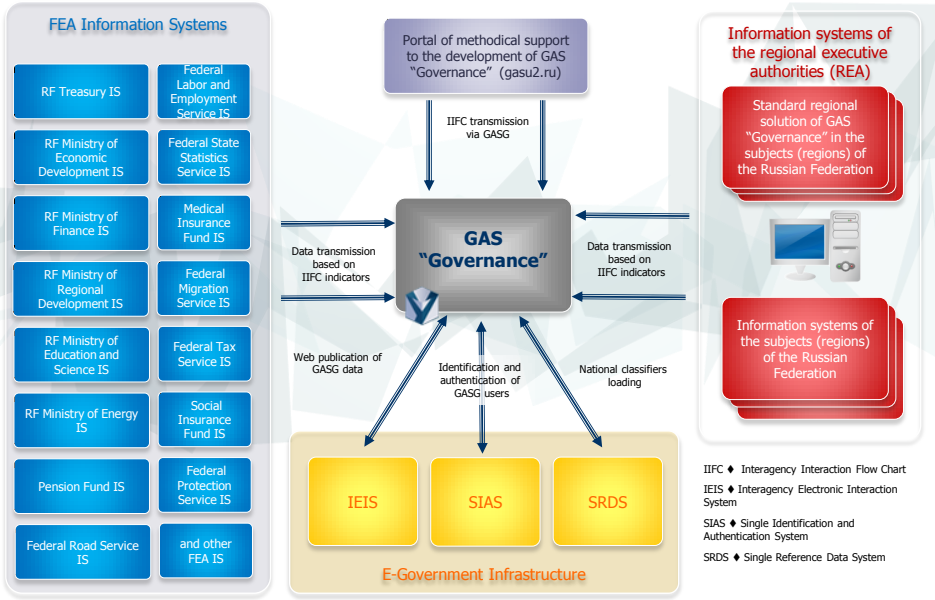 FEA Information Systems
RF Treasury IS
Federal
Labor and
Employment
Service IS
RF Ministry of
Economic
Development IS
Federal State
Statistics
Service IS
RF Ministry of
Finance IS
Medical
Insurance
Fund IS
RF Ministry of
Regional
Development IS
Federal
Migration
Service IS
RF Ministry of
Education and
Science IS
Federal Tax
Service IS
RF Ministry of Energy
IS
Social
Insurance
Fund IS
Pension Fund IS
Federal
Protection
Service IS
Federal Road Service
IS
and other
FEA IS
Portal of methodical support
to the development of GAS
“Governance” (gasu2.ru)
IIFC transmission
via GASG
GAS
“Governance”
Data transmission
based on
IIFC indicators
Data transmission
based on
IIFC indicators
Web publication of
GASG data
Identification and
authentication of
GASG users
National classifiers
loading
IEIS
SIAS
SRDS
E-Government Infrastructure
Information systems of
the regional executive
authorities (REA)
Standard regional
solution of GAS
“Governance” in the
subjects (regions) of
the Russian Federation
Information systems of
the subjects (regions)
of the Russian
Federation
IIFC ♦ Interagency Interaction Flow Chart
IEIS ♦ Interagency Electronic Interaction
System
SIAS ♦ Single Identification and
Authentication System
SRDS ♦ Single Reference Data System